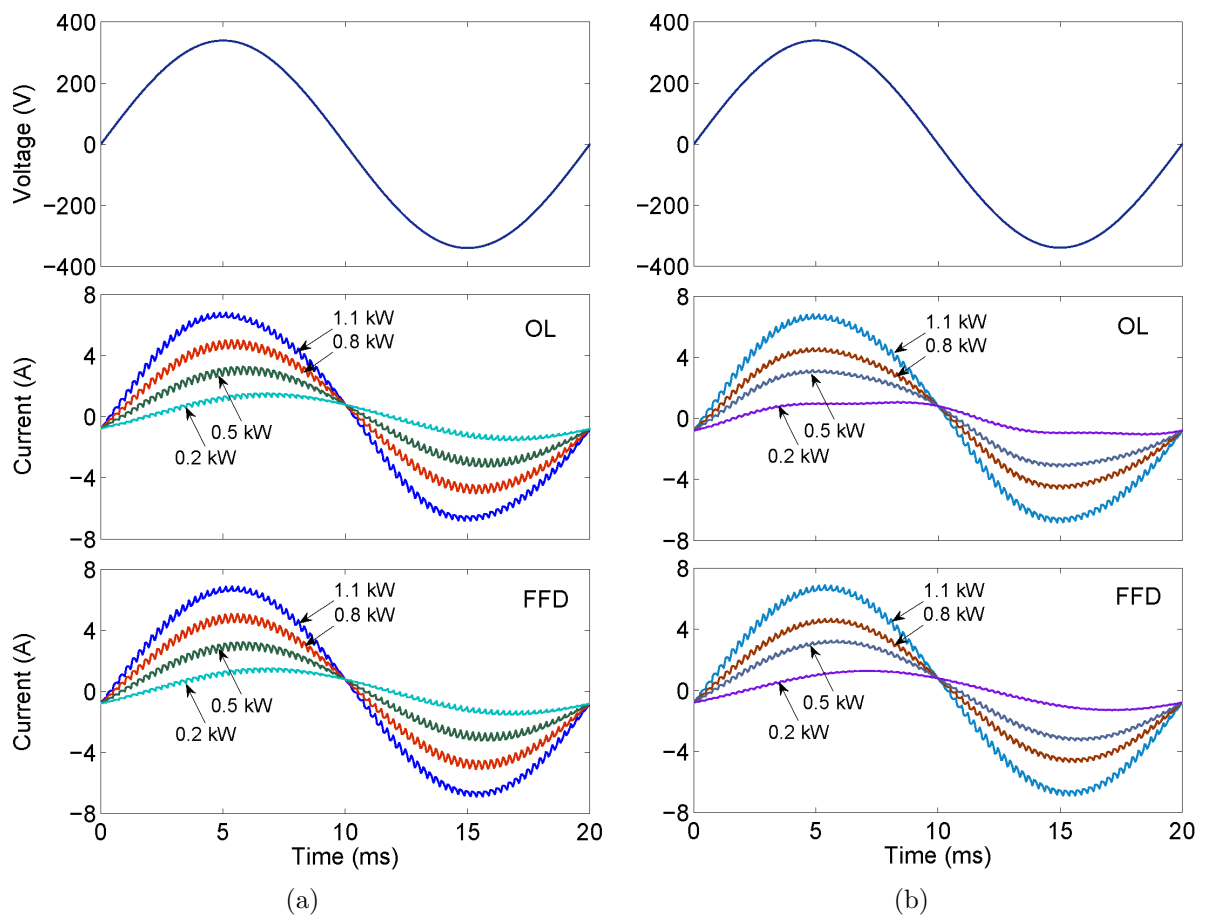 400
200
0
−200
−400
Voltage (V)
400
200
0
−200
−400
8
4
0
−4
−8
Current (A)
OL
1.1 kW
0.8 kW
0.5 kW
0.2 kW
8
4
0
−4
−8
OL
1.1 kW
0.8 kW
0.5 kW
0.2 kW
8
4
0
−4
−8
Current (A)
FFD
1.1 kW
0.8 kW
0.5 kW
0.2 kW
0 5 10 15 20
Time (ms)
8
4
0
−4
−8
FFD
1.1 kW
0.8 kW
0.5 kW
0.2 kW
0 5 10 15 20
Time (ms)
(a)
(b)